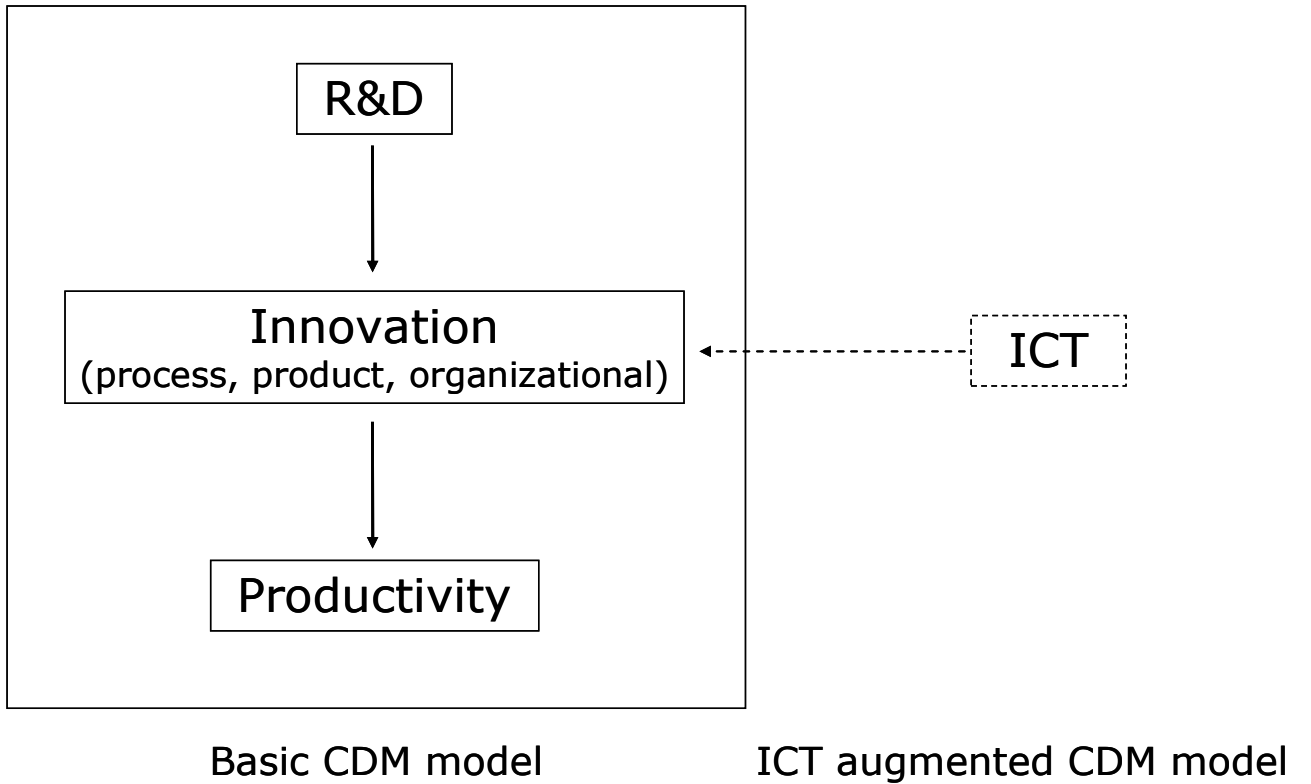 R&D
Innovation
(process, product, organizational)
ICT
Productivity
Basic CDM model
ICT augmented CDM model